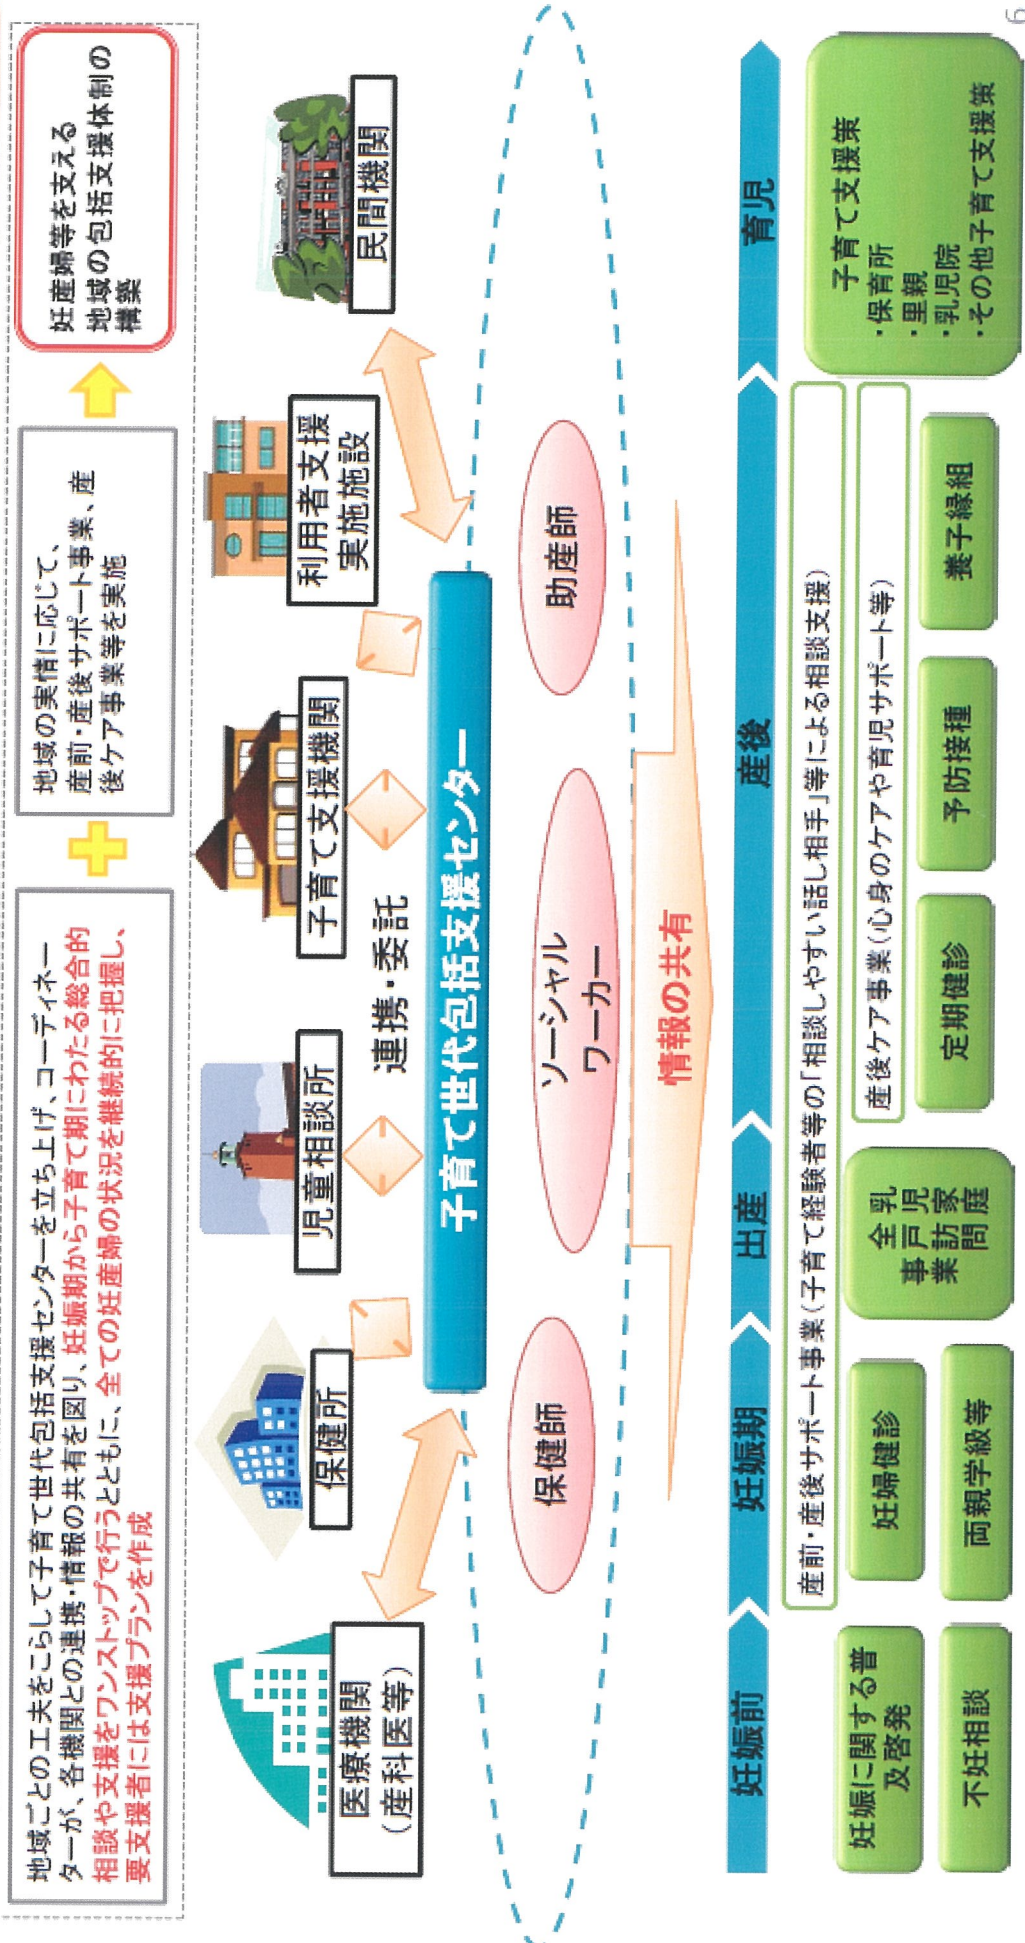 地域ごとの工夫をこらして子育て世代包括支援センターを立ち上げ、コーディネー
ターが、各機関との連携・情報の共有を図り、妊娠期から子育て期にわたる総合的
相談や支援をワンストップで行うとともに、全ての妊産婦の状況を継続的に把握し、
要支援者には支援プランを作成
地域の実情に応じて、
産前・産後サポート事業、産
後ケア事業等を実施
妊産婦等を支える
地域の包括支援体制の
構築
医療機関
(産科医等)
保健所
児童相談所
子育て支援機関
利用者支援
実施施設
民間機関
連携・委託
子育て世代包括支援センター
保健師
ソーシャル
ワーカー
助産師
情報の共有
妊娠前
妊娠期
出産
産後
育児
産前・産後サポート事業(子育て経験者等の「相談しやすい話し相手」等による相談支援)
産後ケア事業(心身のケアや育児サポート等)
妊娠に関する普
及啓発
不妊相談
妊婦健診
両親学級等
乳児家庭
全戸訪問
事業
定期健診
予防接種
養子縁組
子育て支援策
・保育所
・里親
・乳児院
・その他子育て支援策
6